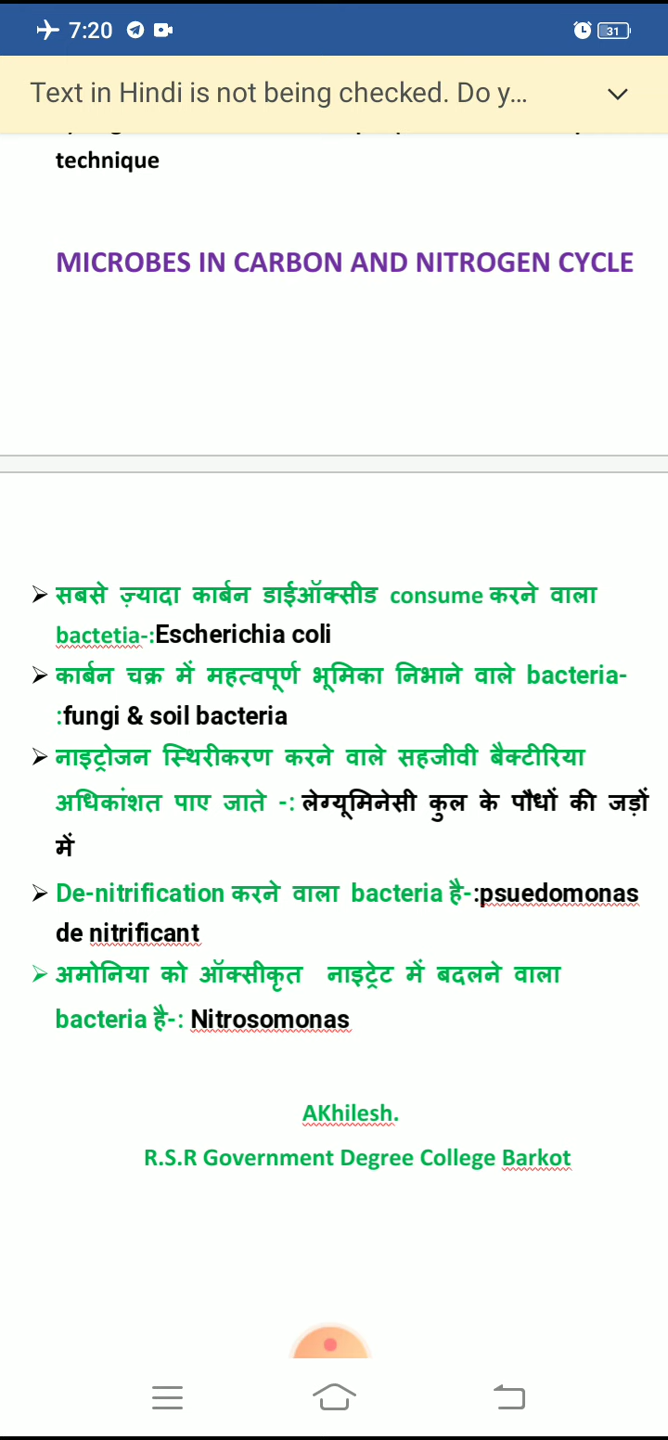 7:20
31
Text in Hindi is not being checked. Do y...
technique
MICROBES IN CARBON AND NITROGEN CYCLE
➢ सबसे ज़्यादा कार्बन डाईऑक्सीड consume करने वाला
bactetia-:Escherichia coli
➢ कार्बन चक्र में महत्वपूर्ण भूमिका निभाने वाले bacteria-
:fungi & soil bacteria
➢ नाइट्रोजन स्थिरीकरण करने वाले सहजीवी बैक्टीरिया
अधिकांशत पाए जाते -: लेग्यूमिनेसी कुल के पौधों की जड़ों
में
➢ De-nitrification करने वाला bacteria है-:psuedomonas
de nitrificant
➢ अमोनिया को ऑक्सीकृत नाइट्रेट में बदलने वाला
bacteria है-: Nitrosomonas
AKhilesh.
R.S.R Government Degree College Barkot